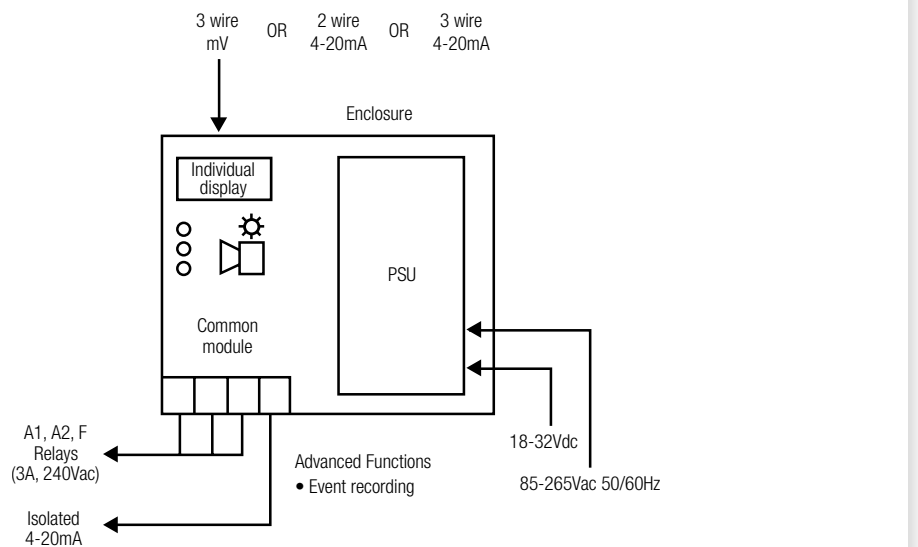 3 wire
mV
OR
2 wire
4-20mA
OR
3 wire
4-20mA
Enclosure
Individual
display
PSU
Common
module
A1, A2, F
Relays
(3A, 240Vac)
18-32Vdc
Advanced Functions
• Event recording
85-265Vac 50/60Hz
Isolated
4-20mA